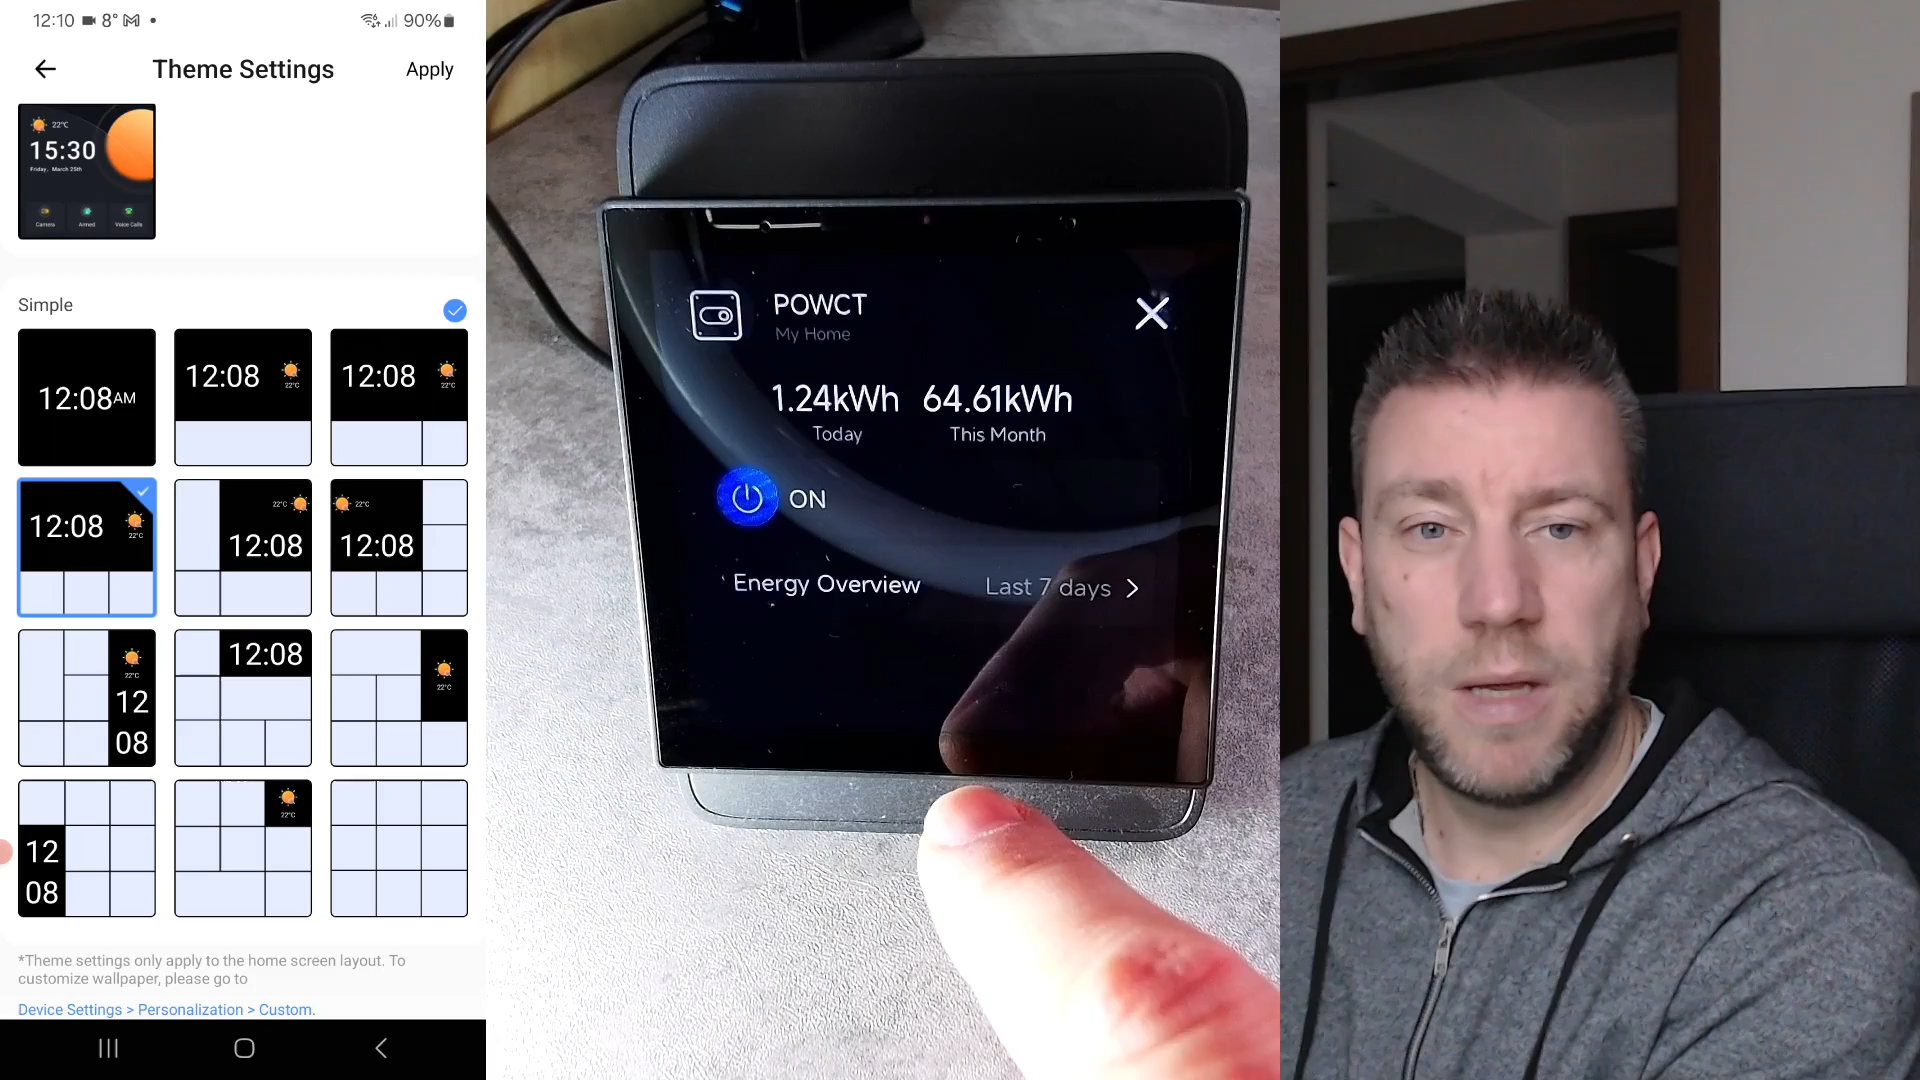 12:10 8° 90%
Theme Settings
Apply
22°C
15:30
Friday, March 25th
Camera Armed Voice Calls
Simple
12:08AM
12:08 22°C
12:08 22°C
12:08 22°C
22°C
12:08
22°C
12:08
22°C
12
08
12:08
22°C
12
08
22°C
*Theme settings only apply to the home screen layout. To
customize wallpaper, please go to
Device Settings > Personalization > Custom.
POWCT
My Home
1.24kWh 64.61kWh
Today This Month
ON
Energy Overview Last 7 days >